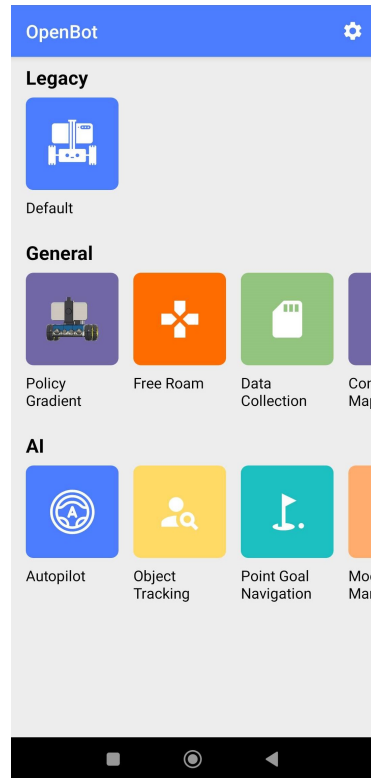 OpenBot
Legacy
Default
General
Policy
Gradient
Free Roam
Data
Collection
AI
A
Autopilot
Object
Tracking
Point Goal
Navigation